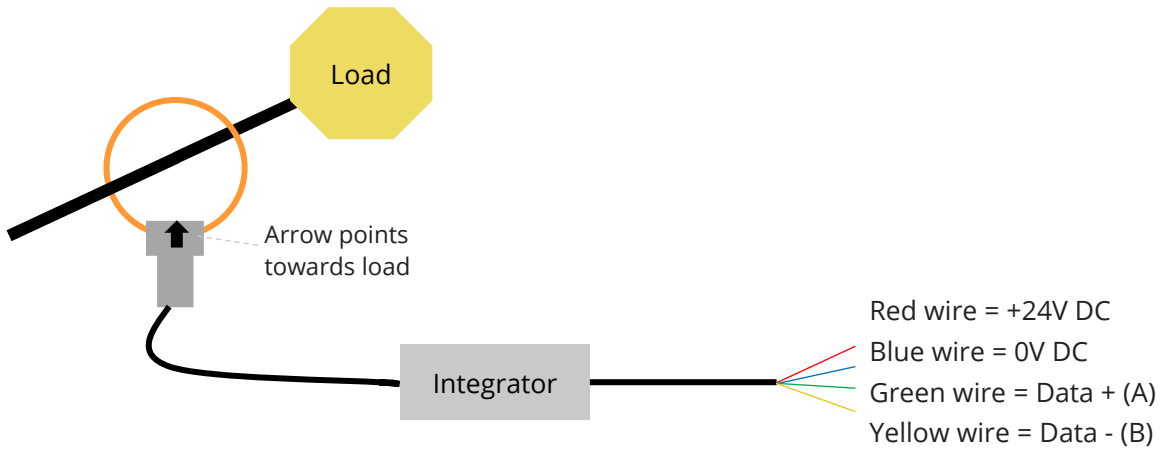 Load
Arrow points
towards load
Integrator
Red wire = +24V DC
Blue wire = 0V DC
Green wire = Data + (A)
Yellow wire = Data - (B)